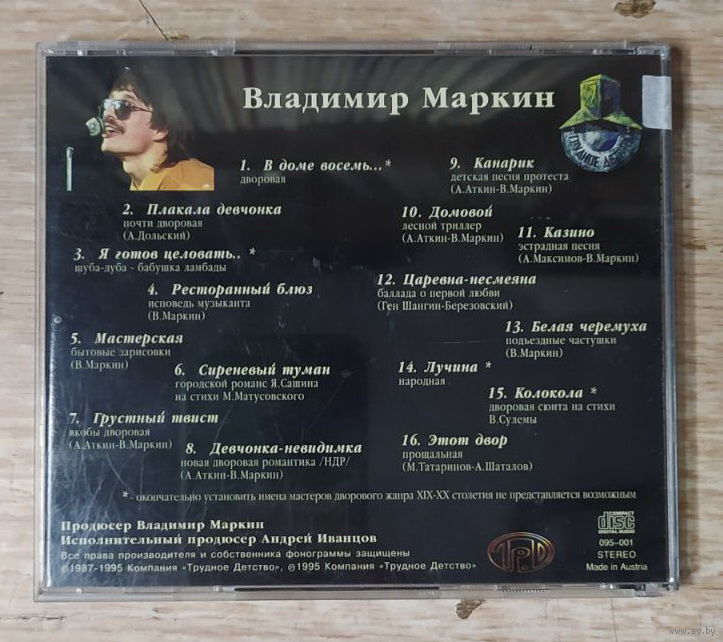 Владимир Маркин
1. В доме восемь...*
дворовая
2. Плакала девчонка
почти дворовая
(А.Дольский)
3. Я готов целовать.. *
шуба-дуба - бабушка ламбады
4. Ресторанный блюз
исповедь музыканта
(В.Маркин)
5. Мастерская
бытовые зарисовки
(В.Маркин)
6. Сиреневый туман
городской романс Я.Сашина
на стихи М.Матусовского
7. Грустный твист
якобы дворовая
(А.Аткин-В.Маркин)
8. Девчонка-невидимка
новая дворовая романтика /НДР/
(А.Аткин-В.Маркин)
9. Канарик
детская песня протеста
(А.Аткин-В.Маркин)
10. Домовой
лесной триллер
(А.Аткин-В.Маркин)
11. Казино
эстрадная песня
(А.Максимов-В.Маркин)
12. Царевна-несмеяна
баллада о первой любви
(Ген Шангин-Березовский)
13. Белая черемуха
подъездные частушки
(В.Маркин)
14. Лучина *
народная
15. Колокола *
дворовая сюита на стихи
В.Сулемы
16. Этот двор
прощальная
(М.Татаринов-А.Шаталов)
* - окончательно установить имена мастеров дворового жанра XIX-XX столетия не представляется возможным
Продюсер Владимир Маркин
Исполнительный продюсер Андрей Иванцов
Все права производителя и собственника фонограммы защищены
©1987-1995 Компания «Трудное Детство», ℗1995 Компания «Трудное Детство»
COMPACT
disc
DIGITAL AUDIO
095-001
STEREO
Made in Austria
www.ay.by